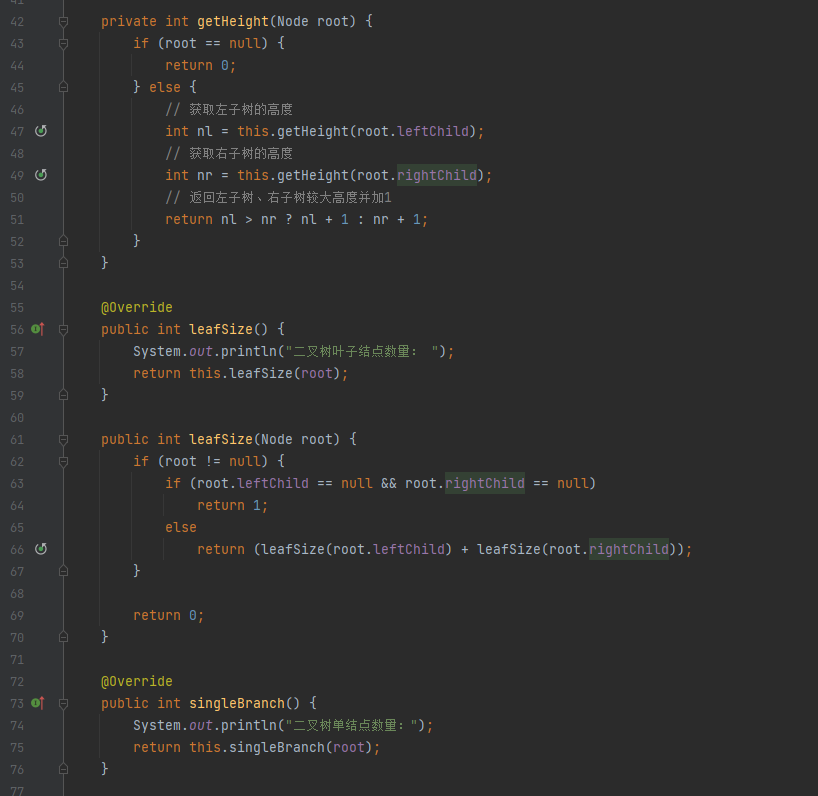 42 private int getHeight(Node root) {
43 if (root == null) {
44 return 0;
45 } else {
46 // 获取左子树的高度
47 int nl = this.getHeight(root.leftChild);
48 // 获取右子树的高度
49 int nr = this.getHeight(root.rightChild);
50 // 返回左子树、右子树较大高度并加1
51 return nl > nr ? nl + 1 : nr + 1;
52 }
53 }
54
55 @Override
56 public int leafSize() {
57 System.out.println("二叉树叶子结点数量： ");
58 return this.leafSize(root);
59 }
60
61 public int leafSize(Node root) {
62 if (root != null) {
63 if (root.leftChild == null && root.rightChild == null)
64 return 1;
65 else
66 return (leafSize(root.leftChild) + leafSize(root.rightChild));
67 }
68
69 return 0;
70 }
71
72 @Override
73 public int singleBranch() {
74 System.out.println("二叉树单结点数量：");
75 return this.singleBranch(root);
76 }
77